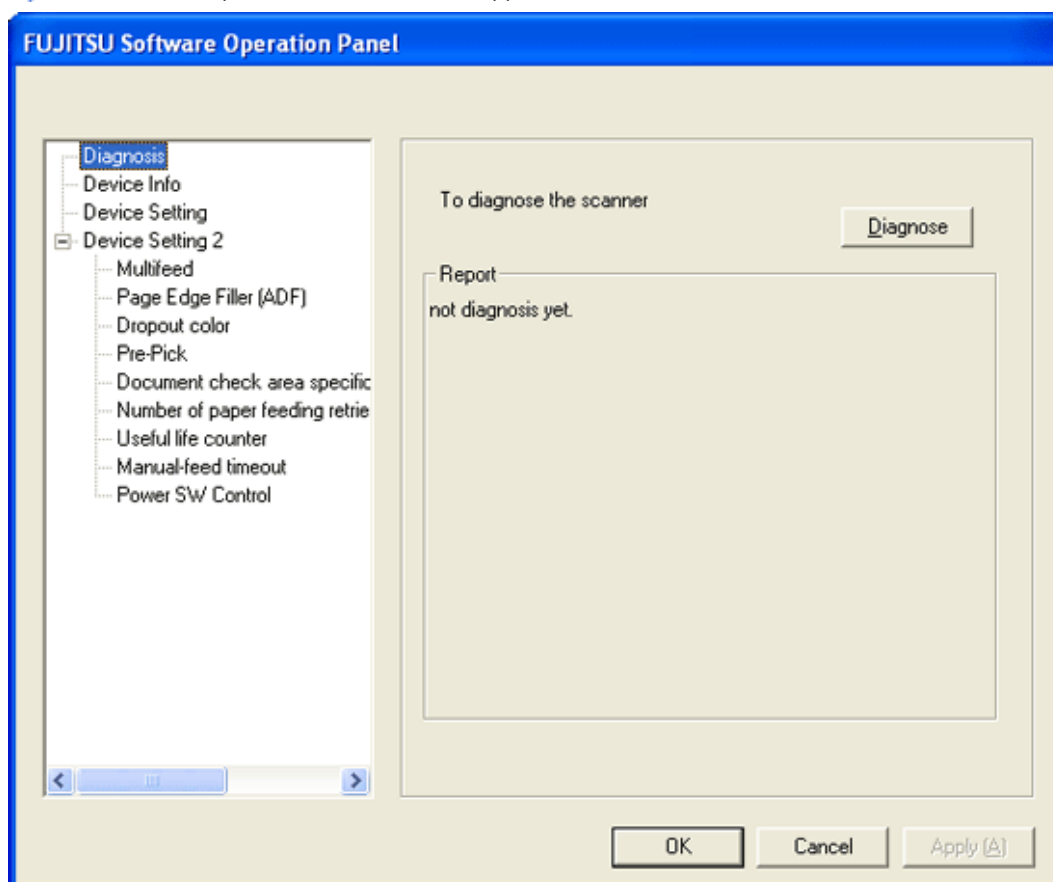 FUJITSU Software Operation Panel
Diagnosis
Device Info
Device Setting
Device Setting 2
Multifeed
Page Edge Filler (ADF)
Dropout color
Pre-Pick
Document check area specific
Number of paper feeding retrie
Useful life counter
Manual-feed timeout
Power SW Control
To diagnose the scanner
Diagnose
Report
not diagnosis yet.
OK
Cancel
Apply (A)